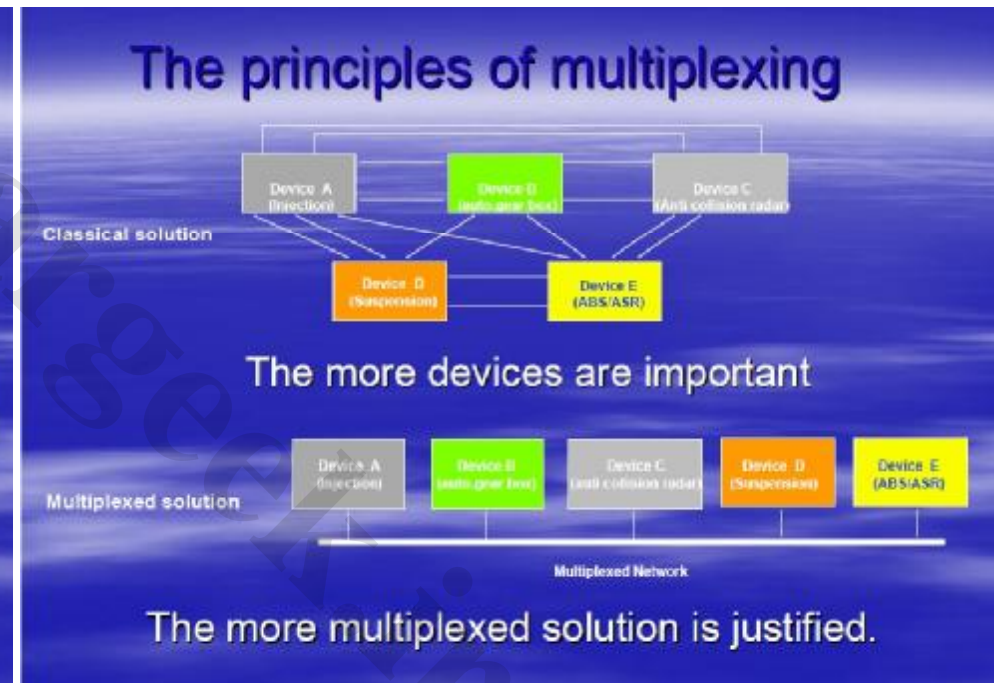 The principles of multiplexing
Device A
(Injection)
Device B
(auto.gear box)
Device C
(Anti collision radar)
Classical solution
Device D
(Suspension)
Device E
(ABS/ASR)
The more devices are important
Device A
(Injection)
Device B
(auto.gear box)
Device C
(anti collision radar)
Device D
(Suspension)
Device E
(ABS/ASR)
Multiplexed solution
Multiplexed Network
The more multiplexed solution is justified.